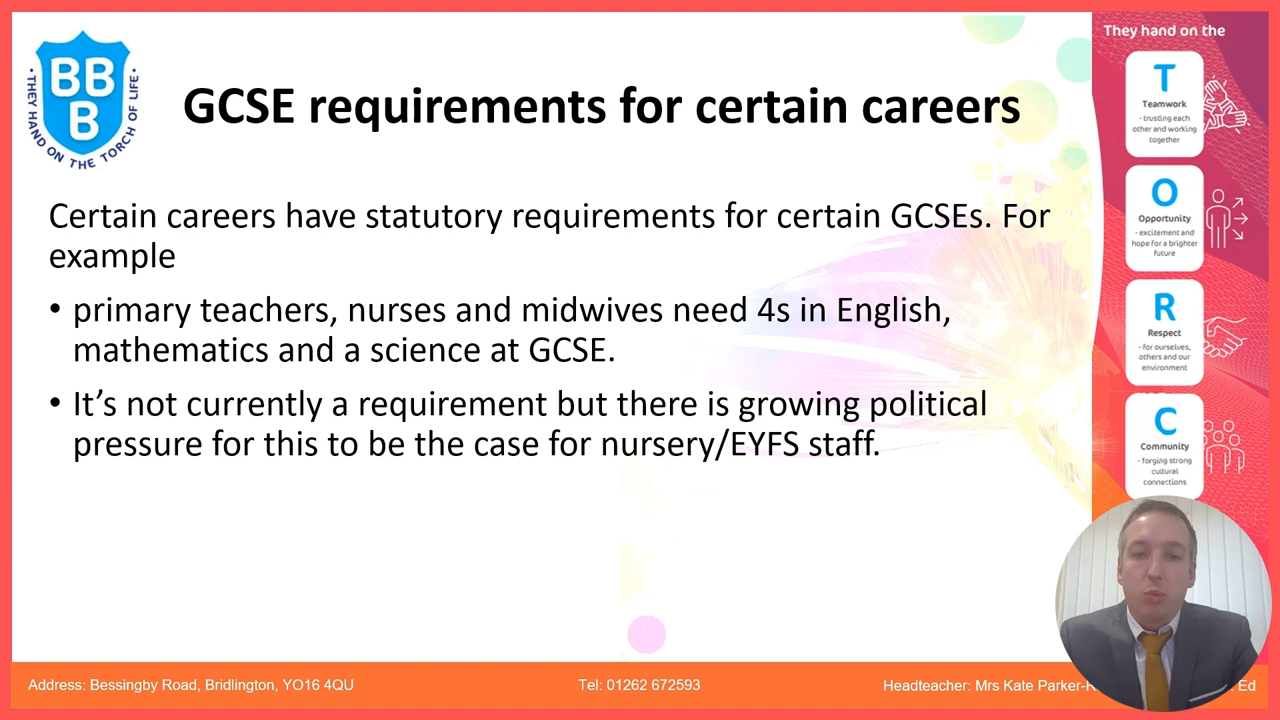 BB
B
THEY HAND ON THE TORCH OF LIFE
GCSE requirements for certain careers
Certain careers have statutory requirements for certain GCSEs. For
example
• primary teachers, nurses and midwives need 4s in English,
mathematics and a science at GCSE.
• It’s not currently a requirement but there is growing political
pressure for this to be the case for nursery/EYFS staff.
They hand on the
T
Teamwork
- trusting each
other and working
together
O
Opportunity
- excitement and
hope for a brighter
future
R
Respect
- for ourselves,
others and our
environment
C
Community
- forging strong
cultural
connections
Address: Bessingby Road, Bridlington, YO16 4QU
Tel: 01262 672593
Headteacher: Mrs Kate Ed